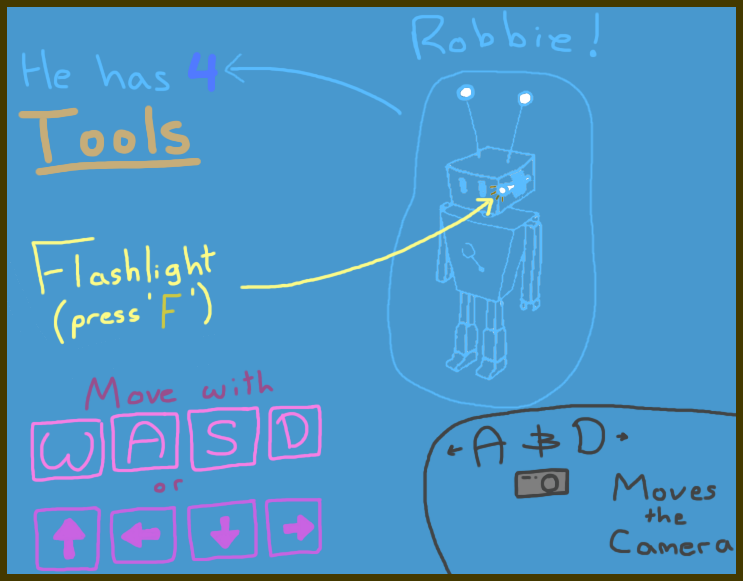 Robbie!
He has 4
Tools
Flashlight
(press 'F')
Move with
W A S D
or
↑ ← ↓ →
← A & D →
Moves
the
Camera